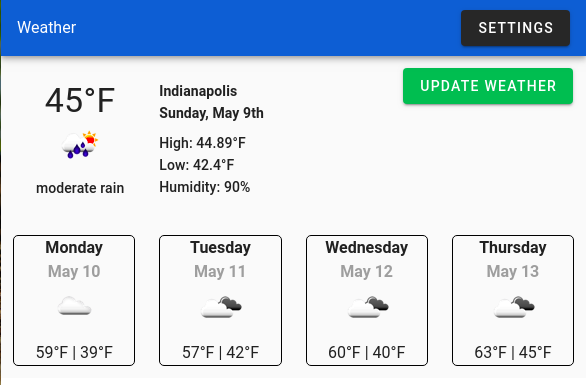 Weather
SETTINGS
45°F
moderate rain
Indianapolis
Sunday, May 9th
High: 44.89°F
Low: 42.4°F
Humidity: 90%
UPDATE WEATHER
Monday
May 10
59°F | 39°F
Tuesday
May 11
57°F | 42°F
Wednesday
May 12
60°F | 40°F
Thursday
May 13
63°F | 45°F